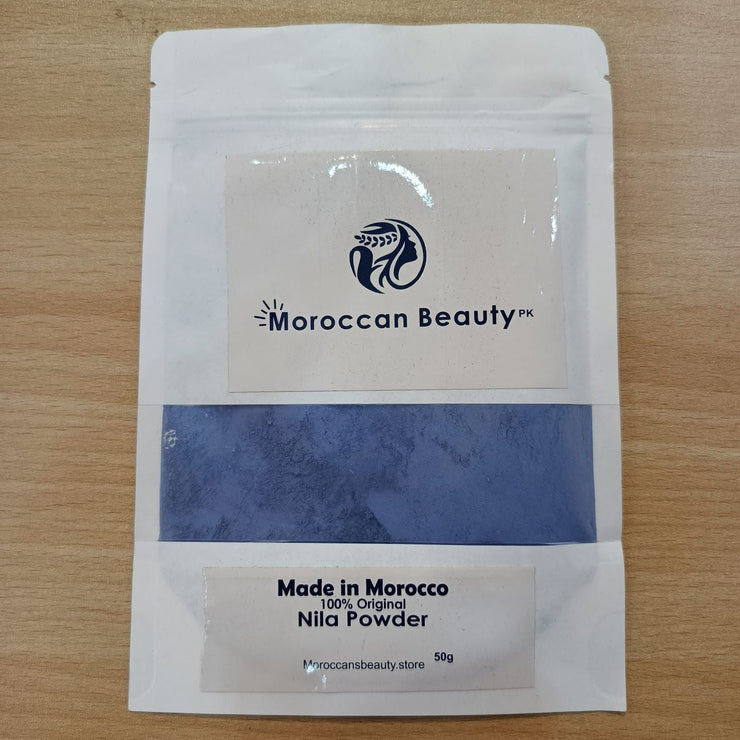 Moroccan Beauty PK
Made in Morocco
100% Original
Nila Powder
Moroccansbeauty.store 50g